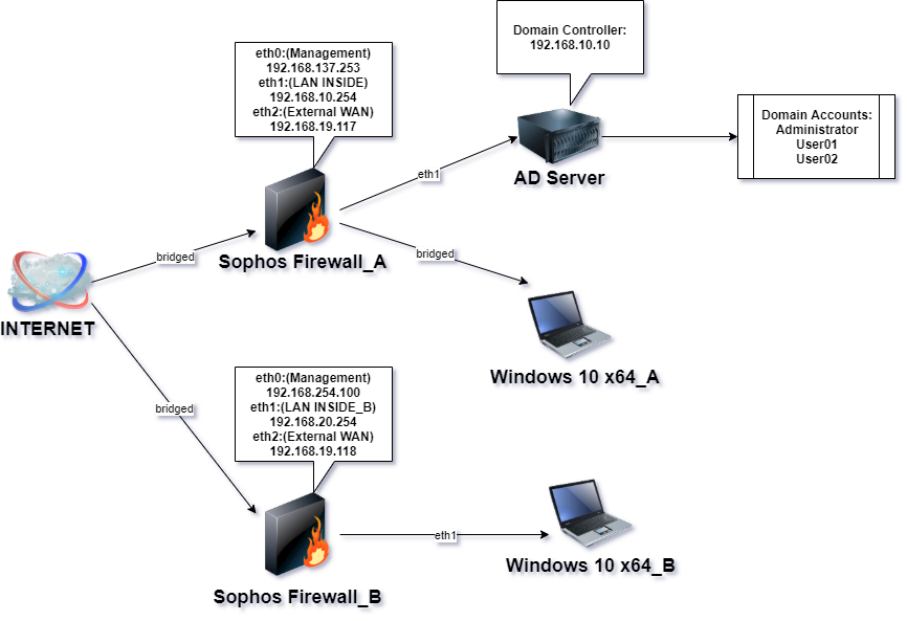 Domain Controller:
192.168.10.10
eth0:(Management)
192.168.137.253
eth1:(LAN INSIDE)
192.168.10.254
eth2:(External WAN)
192.168.19.117
Domain Accounts:
Administrator
User01
User02
eth1
AD Server
bridged
bridged
Sophos Firewall_A
INTERNET
Windows 10 x64_A
eth0:(Management)
192.168.254.100
eth1:(LAN INSIDE_B)
192.168.20.254
eth2:(External WAN)
192.168.19.118
bridged
eth1
Windows 10 x64_B
Sophos Firewall_B